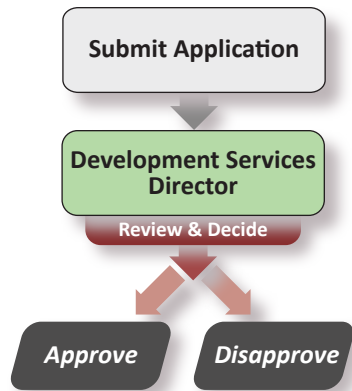 Submit Application
Development Services
Director
Review & Decide
Approve
Disapprove